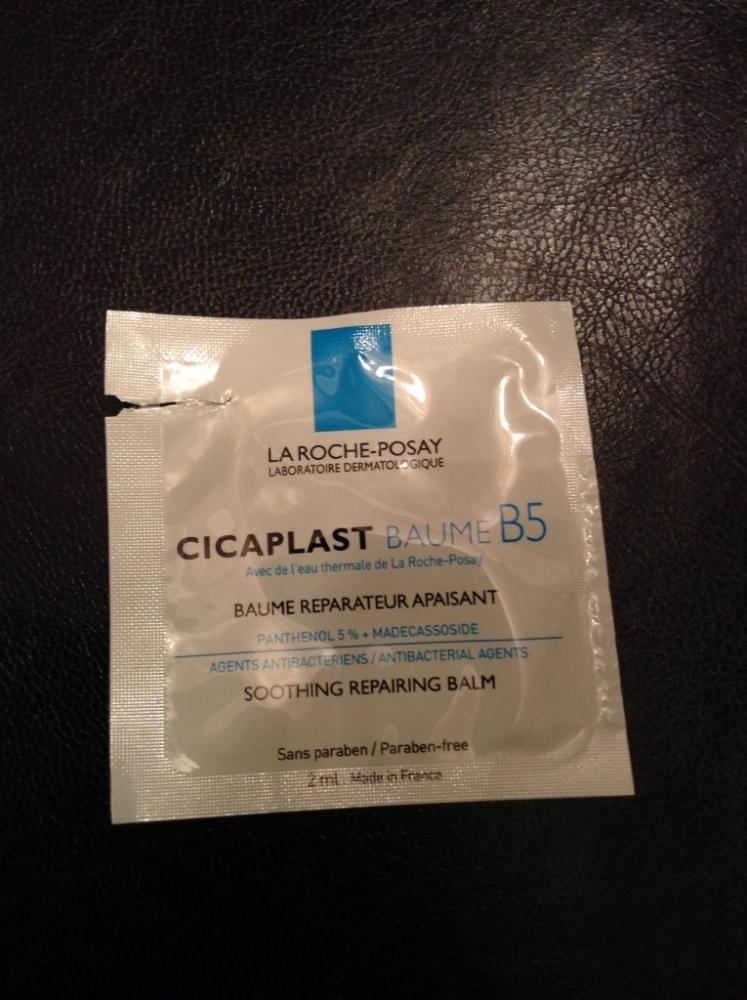 LA ROCHE-POSAY
LABORATOIRE DERMATOLOGIQUE
CICAPLAST BAUME B5
Avec de l'eau thermale de La Roche-Posay
BAUME REPARATEUR APAISANT
PANTHENOL 5 % + MADECASSOSIDE
AGENTS ANTIBACTERIENS / ANTIBACTERIAL AGENTS
SOOTHING REPAIRING BALM
Sans paraben / Paraben-free
2 ml . Made in France